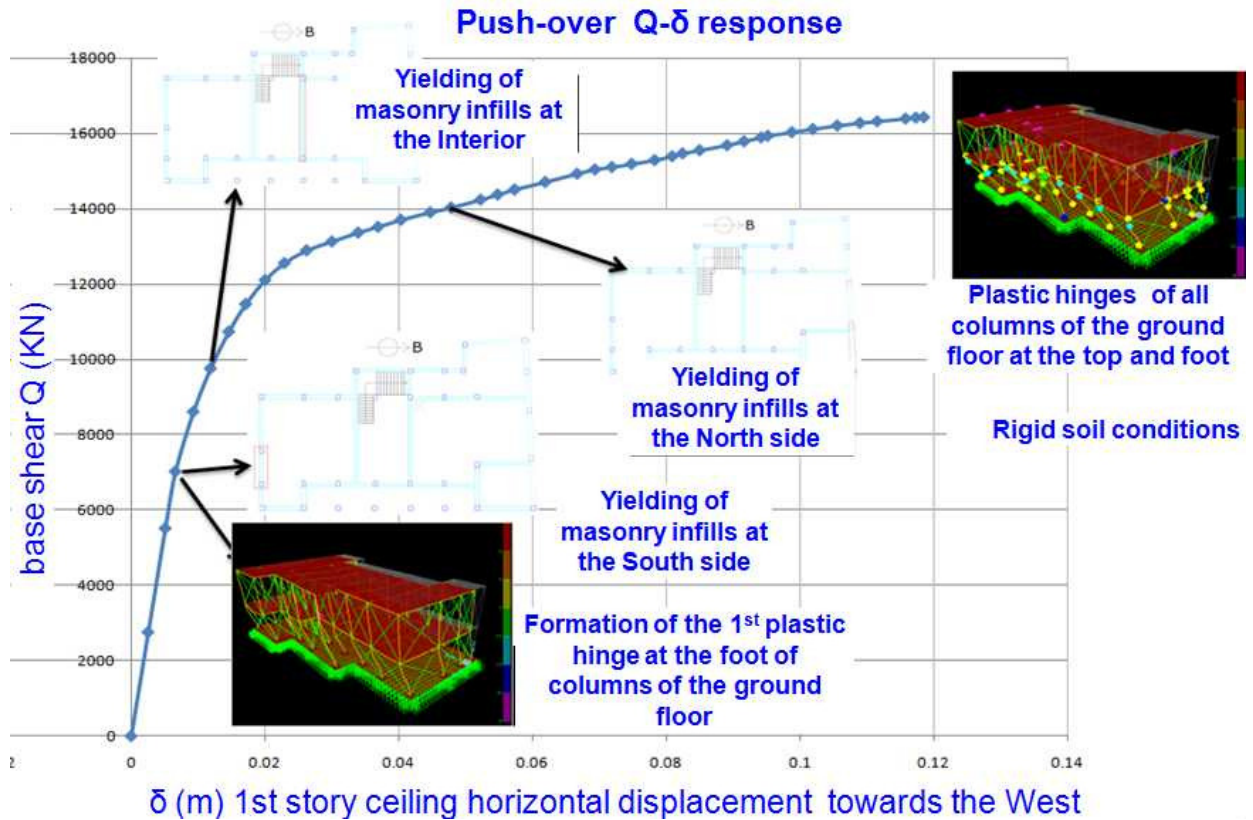 Push-over Q-δ response
18000
16000
14000
12000
10000
8000
6000
4000
2000
0
base shear Q (KN)
B
Yielding of
masonry infills at
the Interior
B
Yielding of
masonry infills at
the North side
B
Yielding of
masonry infills at
the South side
Formation of the 1st plastic
hinge at the foot of
columns of the ground
floor
Plastic hinges of all
columns of the ground
floor at the top and foot
Rigid soil conditions
2 0 0.02 0.04 0.06 0.08 0.1 0.12 0.14
δ (m) 1st story ceiling horizontal displacement towards the West